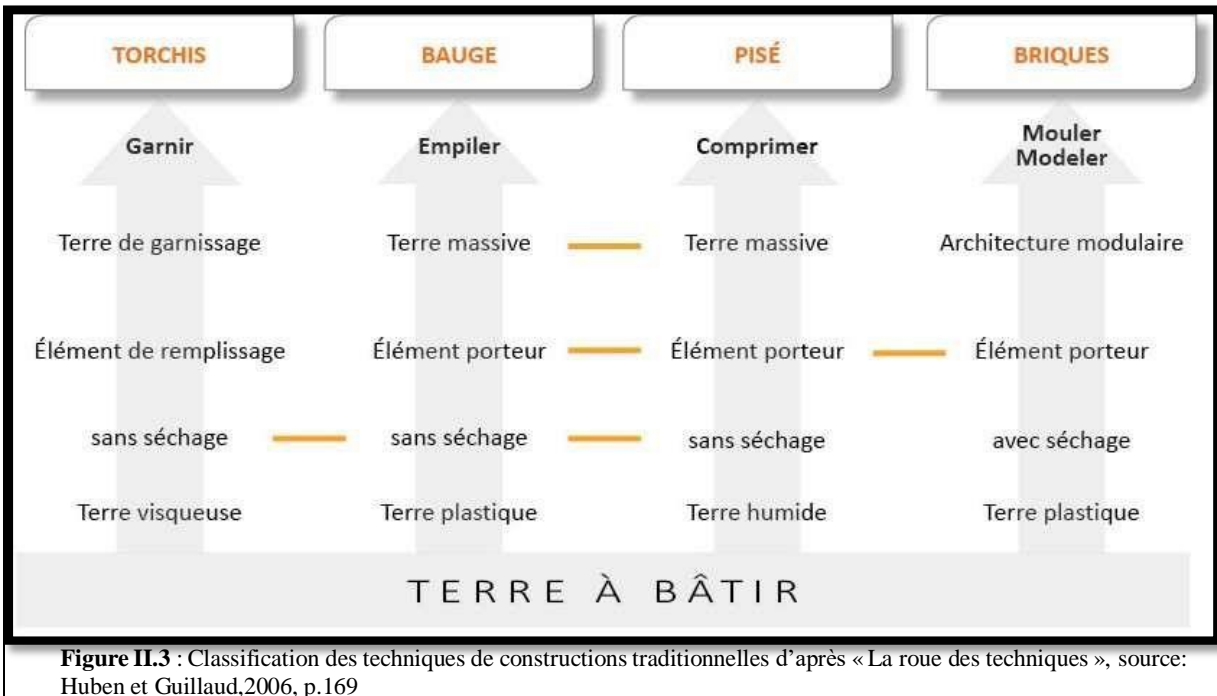 TORCHIS BAUGE PISÉ BRIQUES
Garnir Empiler Comprimer Mouler
Modeler
Terre de garnissage Terre massive Terre massive Architecture modulaire
Élément de remplissage Élément porteur Élément porteur Élément porteur
sans séchage sans séchage sans séchage avec séchage
Terre visqueuse Terre plastique Terre humide Terre plastique
TERRE À BÂTIR
Figure II.3 : Classification des techniques de constructions traditionnelles d’après « La roue des techniques », source:
Huben et Guillaud,2006, p.169